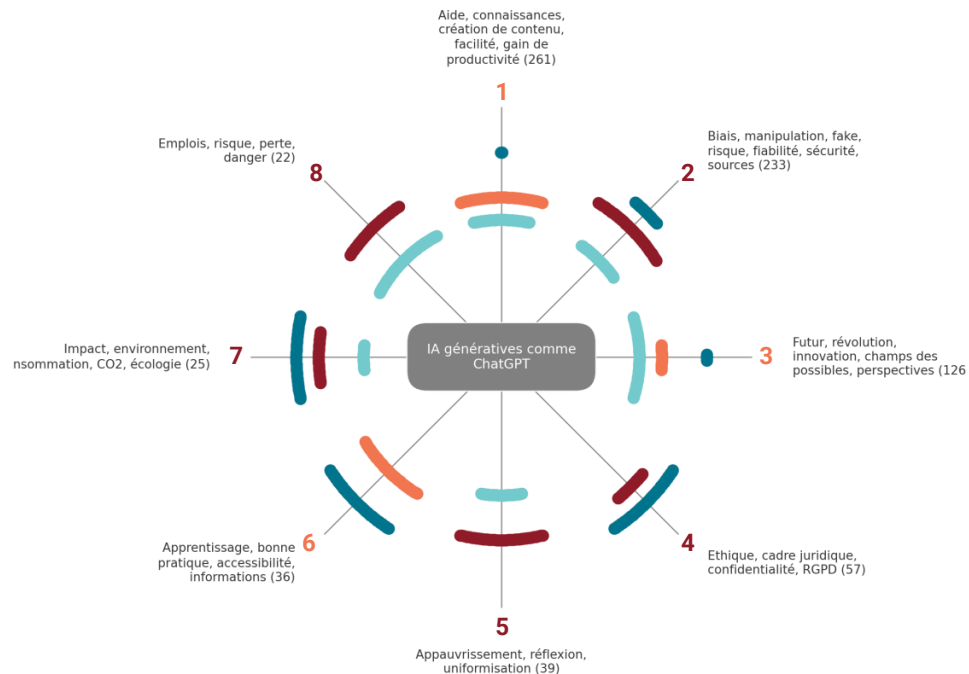 Aide, connaissances,
création de contenu,
facilité, gain de
productivité (261)
1
Biais, manipulation, fake,
risque, fiabilité, sécurité,
sources (233)
2
Futur, révolution,
innovation, champs des
possibles, perspectives (126
3
Ethique, cadre juridique,
confidentialité, RGPD (57)
4
5
Appauvrissement, réflexion,
uniformisation (39)
6
Apprentissage, bonne
pratique, accessibilité,
informations (36)
7
Impact, environnement,
nsommation, CO2, écologie (25)
8
Emplois, risque, perte,
danger (22)
IA génératives comme
ChatGPT